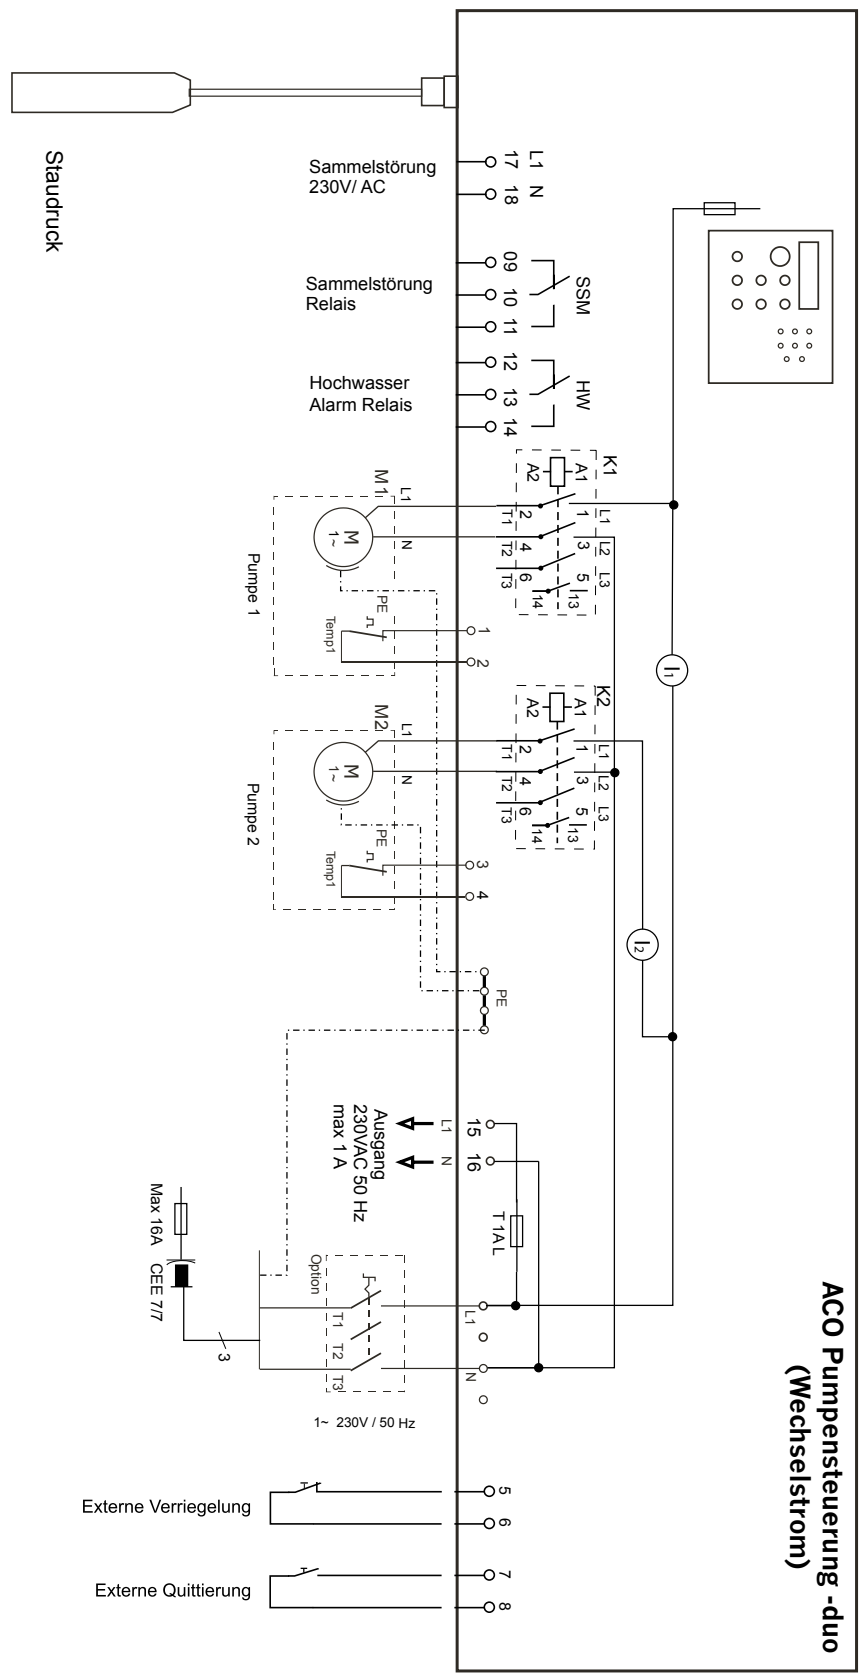 ACO Pumpensteuerung -duo
(Wechselstrom)
Staudruck
Sammelstörung
230V/ AC
17
18
L1
N
Sammelstörung
Relais
09
10
11
SSM
Hochwasser
Alarm Relais
12
13
14
HW
K1
A1
A2
1
2
3
4
5
6
13
14
L1
L2
L3
T1
T2
T3
M1
L1
N
M
1~
PE
Temp1
1
2
Pumpe 1
I1
K2
A1
A2
1
2
3
4
5
6
13
14
L1
L2
L3
T1
T2
T3
M2
L1
N
M
1~
PE
Temp1
3
4
Pumpe 2
I2
PE
15
16
L1
N
Ausgang
230VAC 50 Hz
max 1 A
T 1A L
Max 16A
CEE 7/7
3
Option
T1
T2
T3
L1
N
1~ 230V / 50 Hz
Externe Verriegelung
5
6
Externe Quittierung
7
8